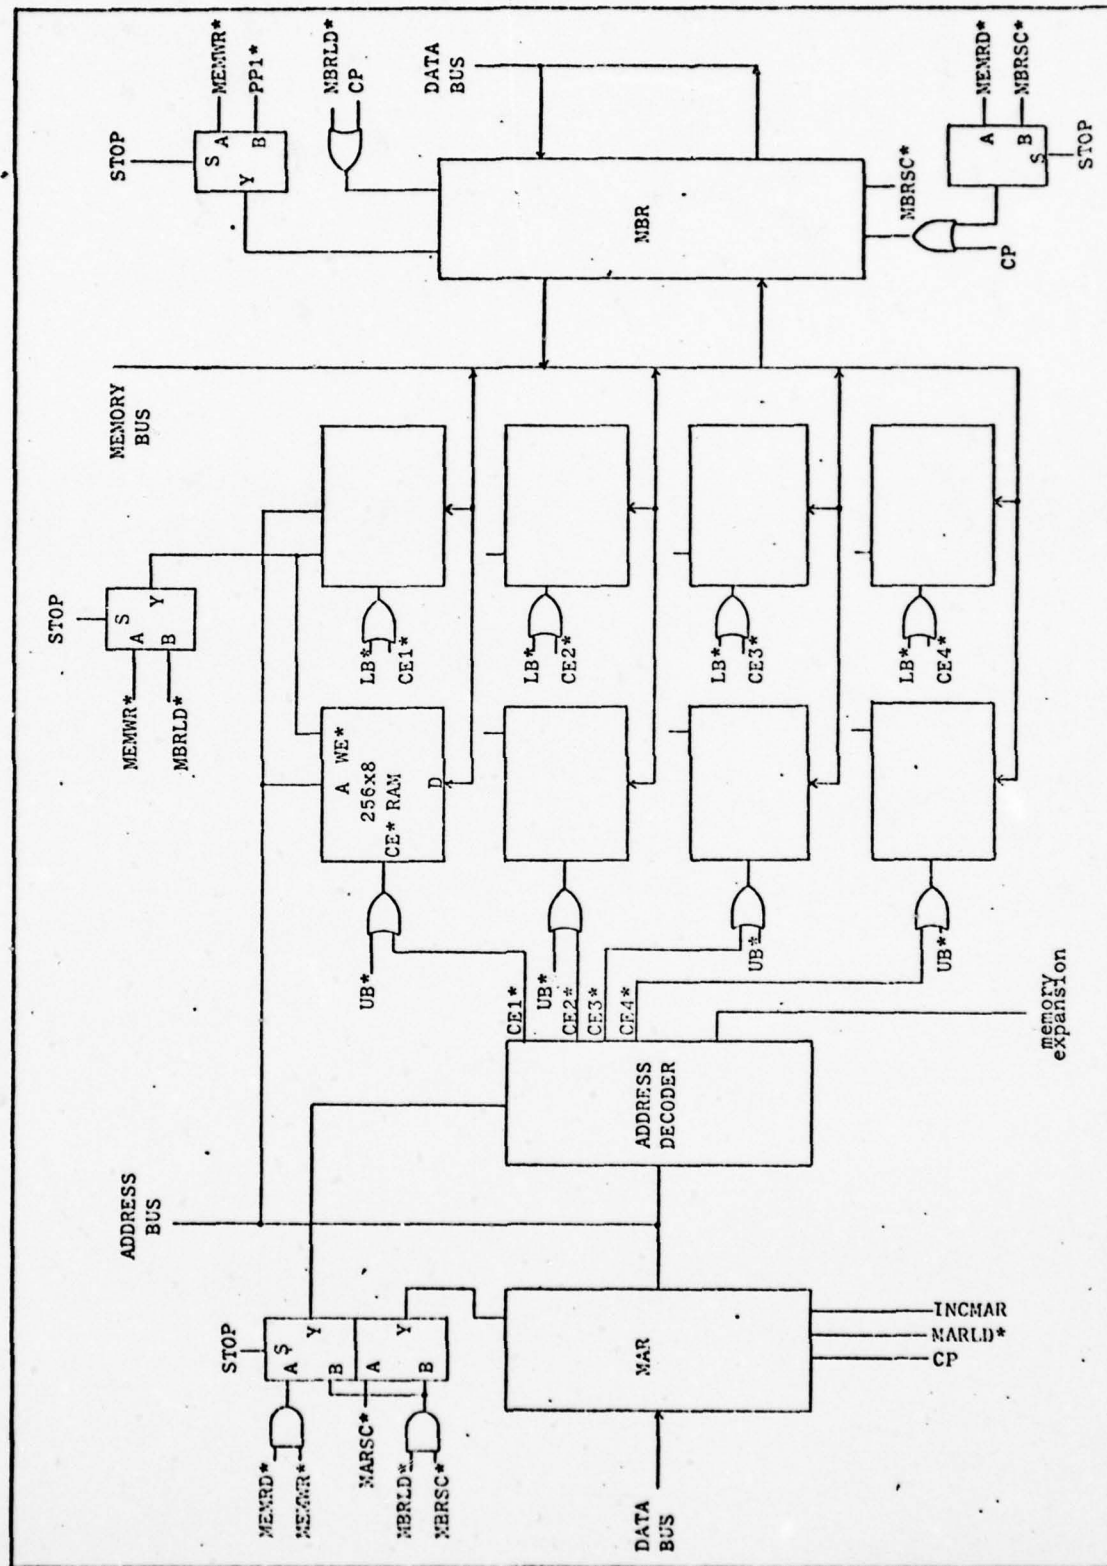 STOP
MEMWR*
PP1*
S
A
B
Y
MBRLD*
CP
DATA
BUS
MBR
MBRSC*
CP
MEMRD*
MBRSC*
A
B
S
STOP
MEMORY
BUS
STOP
S
Y
A
B
MEMWR*
MBRLD*
LB*
CE1*
LB*
CE2*
LB*
CE3*
LB*
CE4*
A WE*
256x8
CE* RAM
D
UB*
UB*
UB*
UB*
CE1*
CE2*
CE3*
CE4*
ADDRESS
DECODER
memory
expansion
ADDRESS
BUS
STOP
S
A
Y
B
A
Y
B
MEMRD*
MEMWR*
MARSC*
MBRLD*
MBRSC*
MAR
INCMAR
MARLD*
CP
DATA
BUS